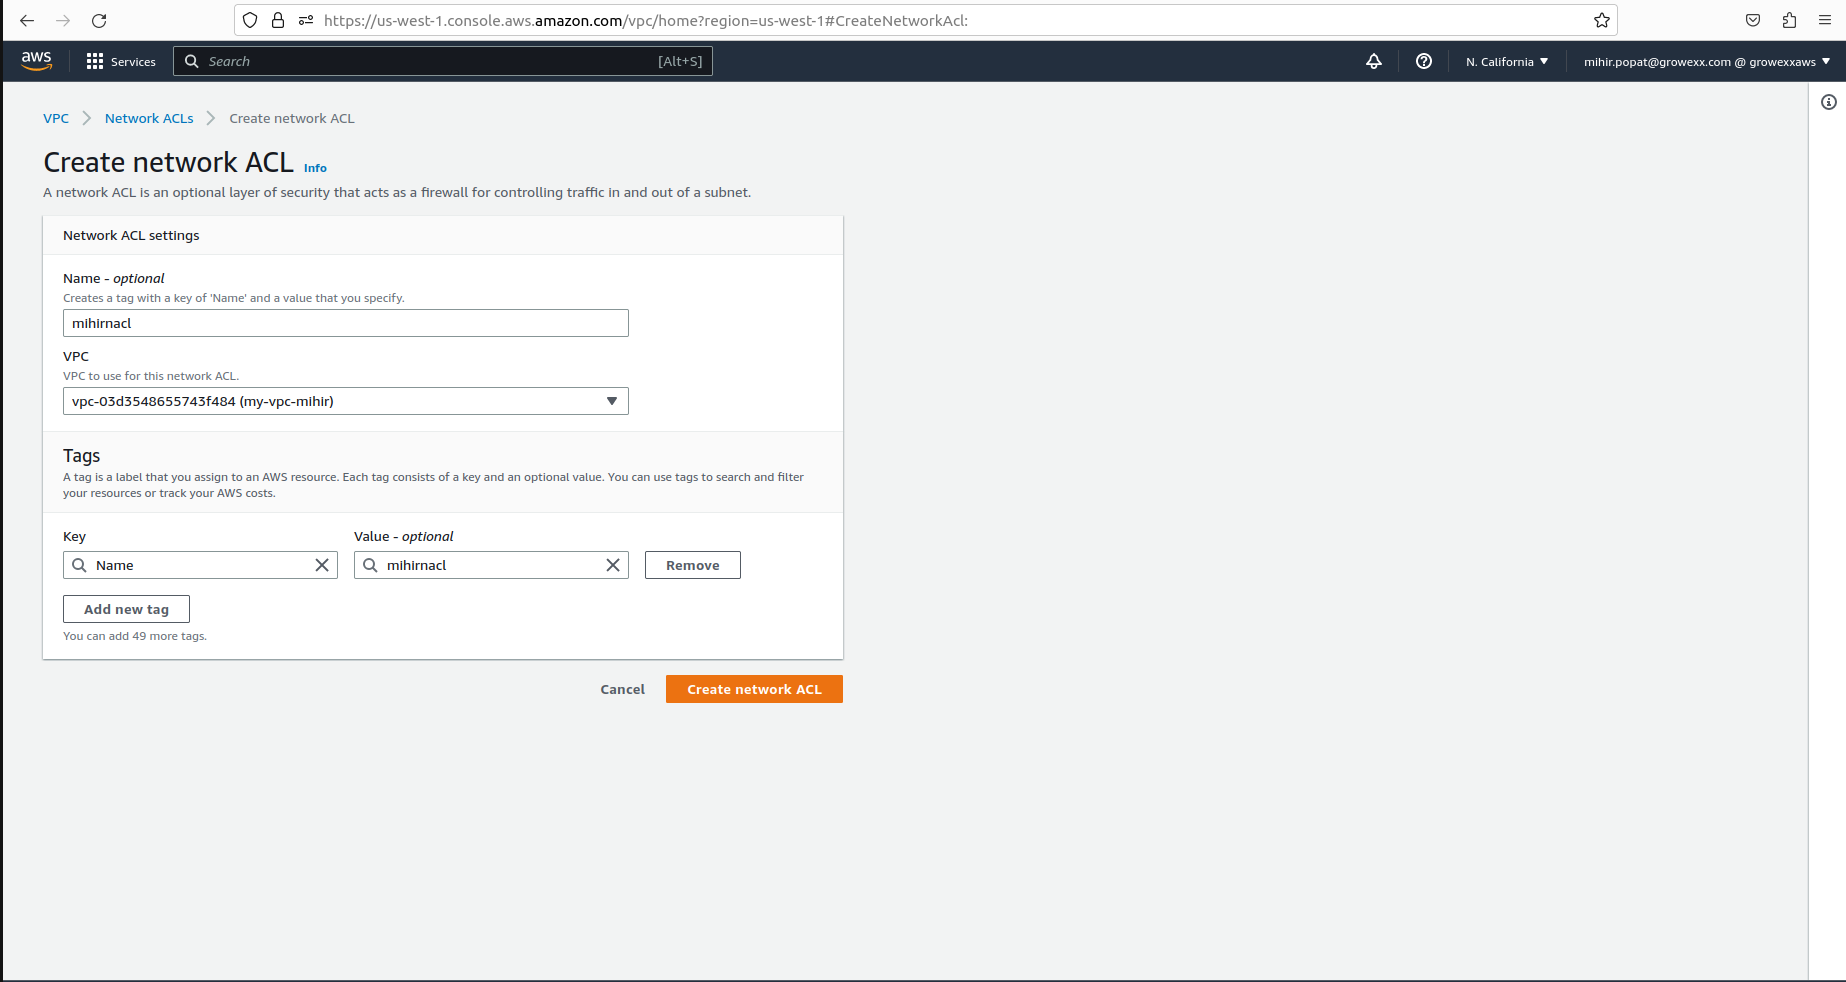 https://us-west-1.console.aws.amazon.com/vpc/home?region=us-west-1#CreateNetworkAcl:
aws Services Search [Alt+S] N. California mihir.popat@growexx.com @ growexxaws
VPC Network ACLs Create network ACL
Create network ACL Info
A network ACL is an optional layer of security that acts as a firewall for controlling traffic in and out of a subnet.
Network ACL settings
Name - optional
Creates a tag with a key of 'Name' and a value that you specify.
mihirnacl
VPC
VPC to use for this network ACL.
vpc-03d3548655743f484 (my-vpc-mihir)
Tags
A tag is a label that you assign to an AWS resource. Each tag consists of a key and an optional value. You can use tags to search and filter
your resources or track your AWS costs.
Key Value - optional
Name mihirnacl Remove
Add new tag
You can add 49 more tags.
Cancel Create network ACL